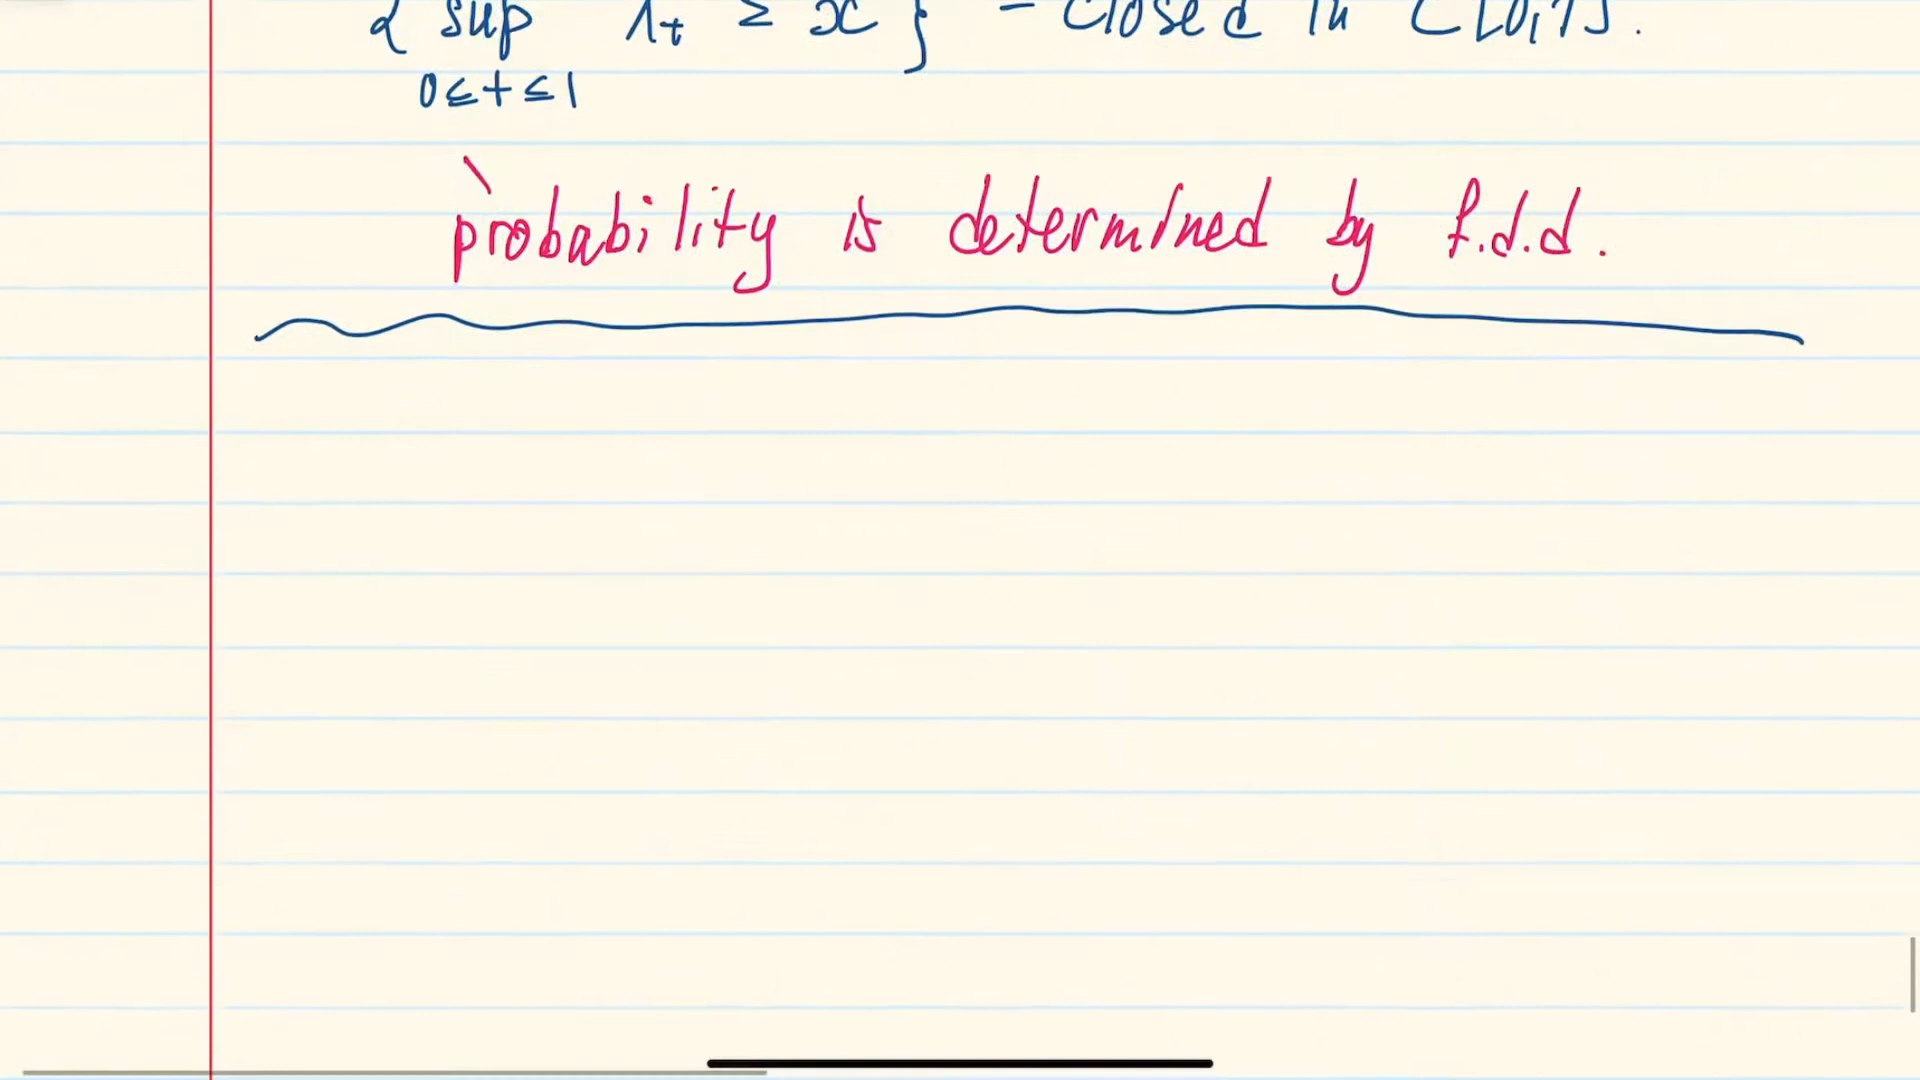 { sup X_t ≥ x } - closed in C[0,1].
0≤t≤1
probability is determined by f.d.d.